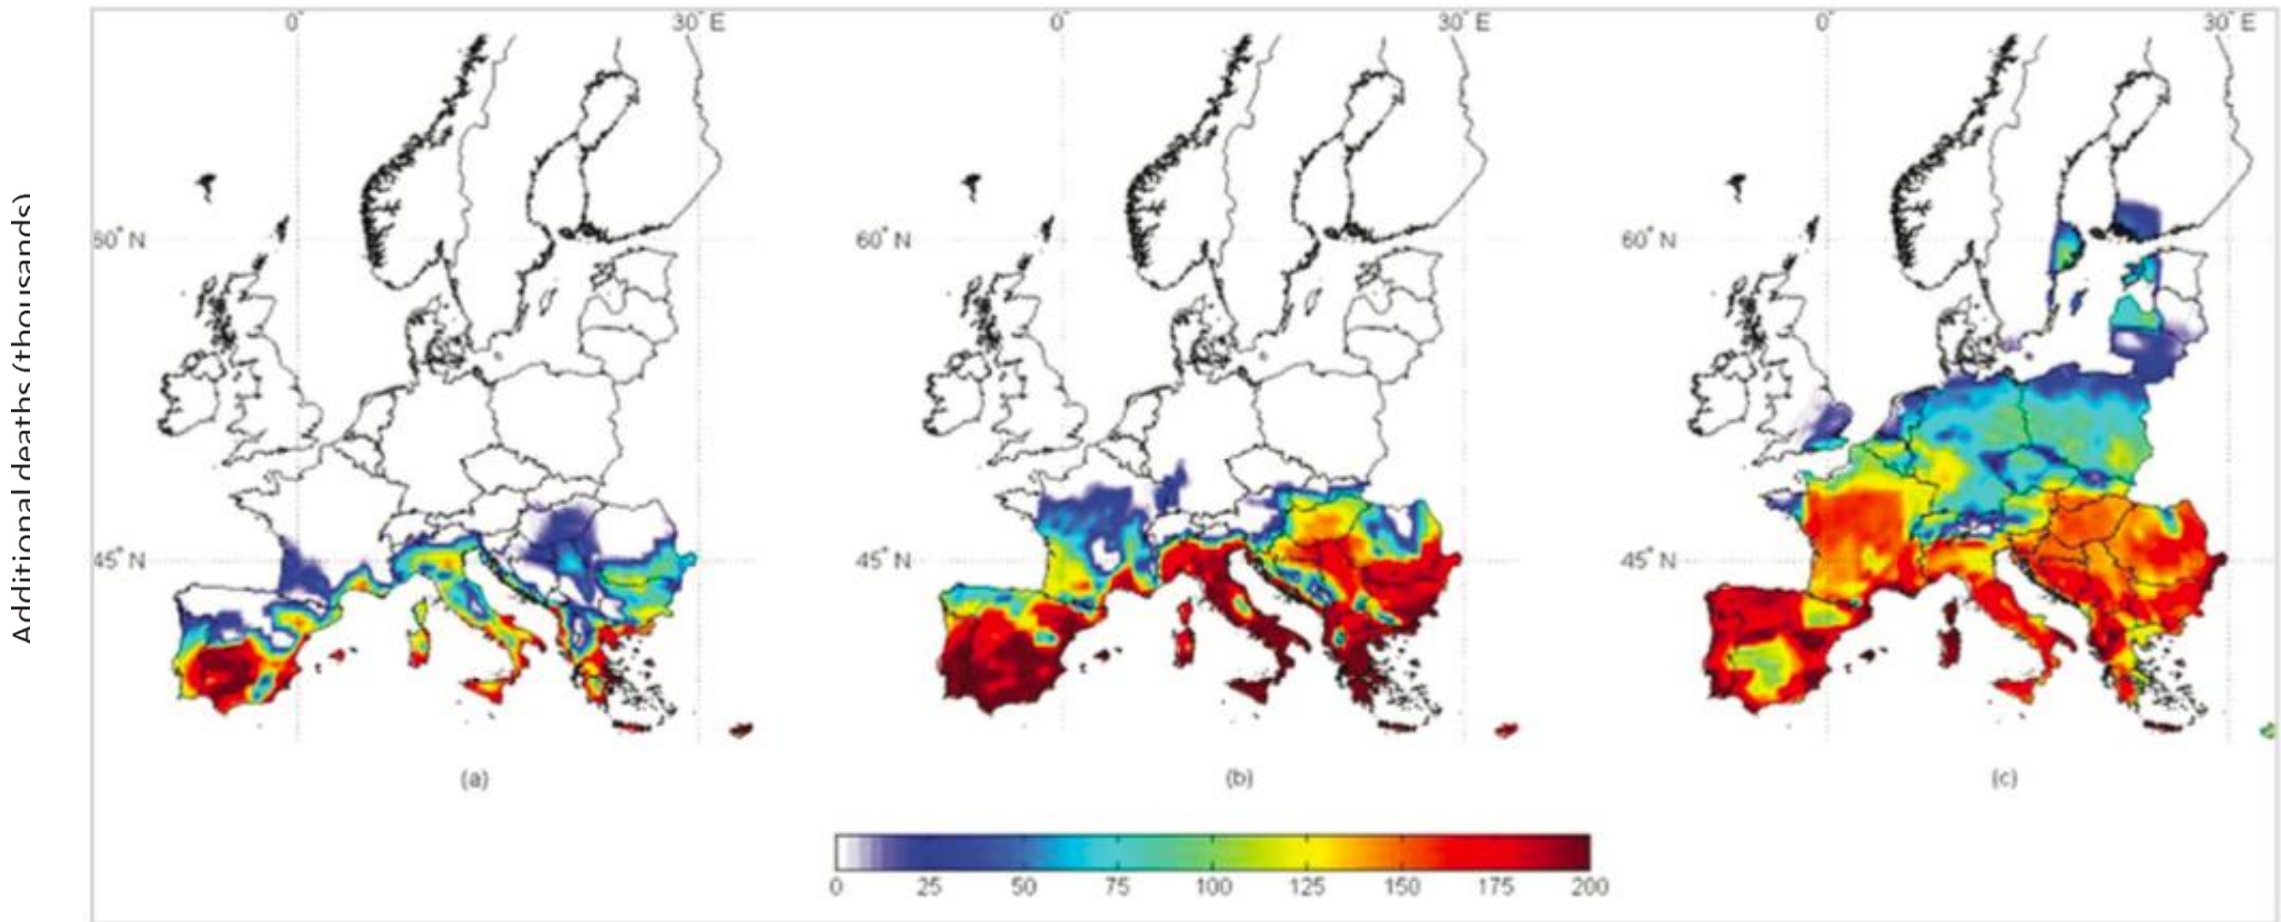 0° 30° E 0° 30° E 0° 30° E
Additional deaths (thousands)
60° N 60° N 60° N
45° N 45° N 45° N
(a) (b) (c)
0 25 50 75 100 125 150 175 200